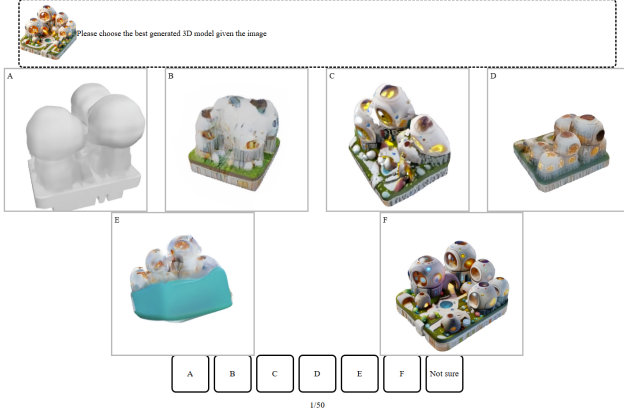 Please choose the best generated 3D model given the image
A
B
C
D
E
F
A
B
C
D
E
F
Not sure
1/50